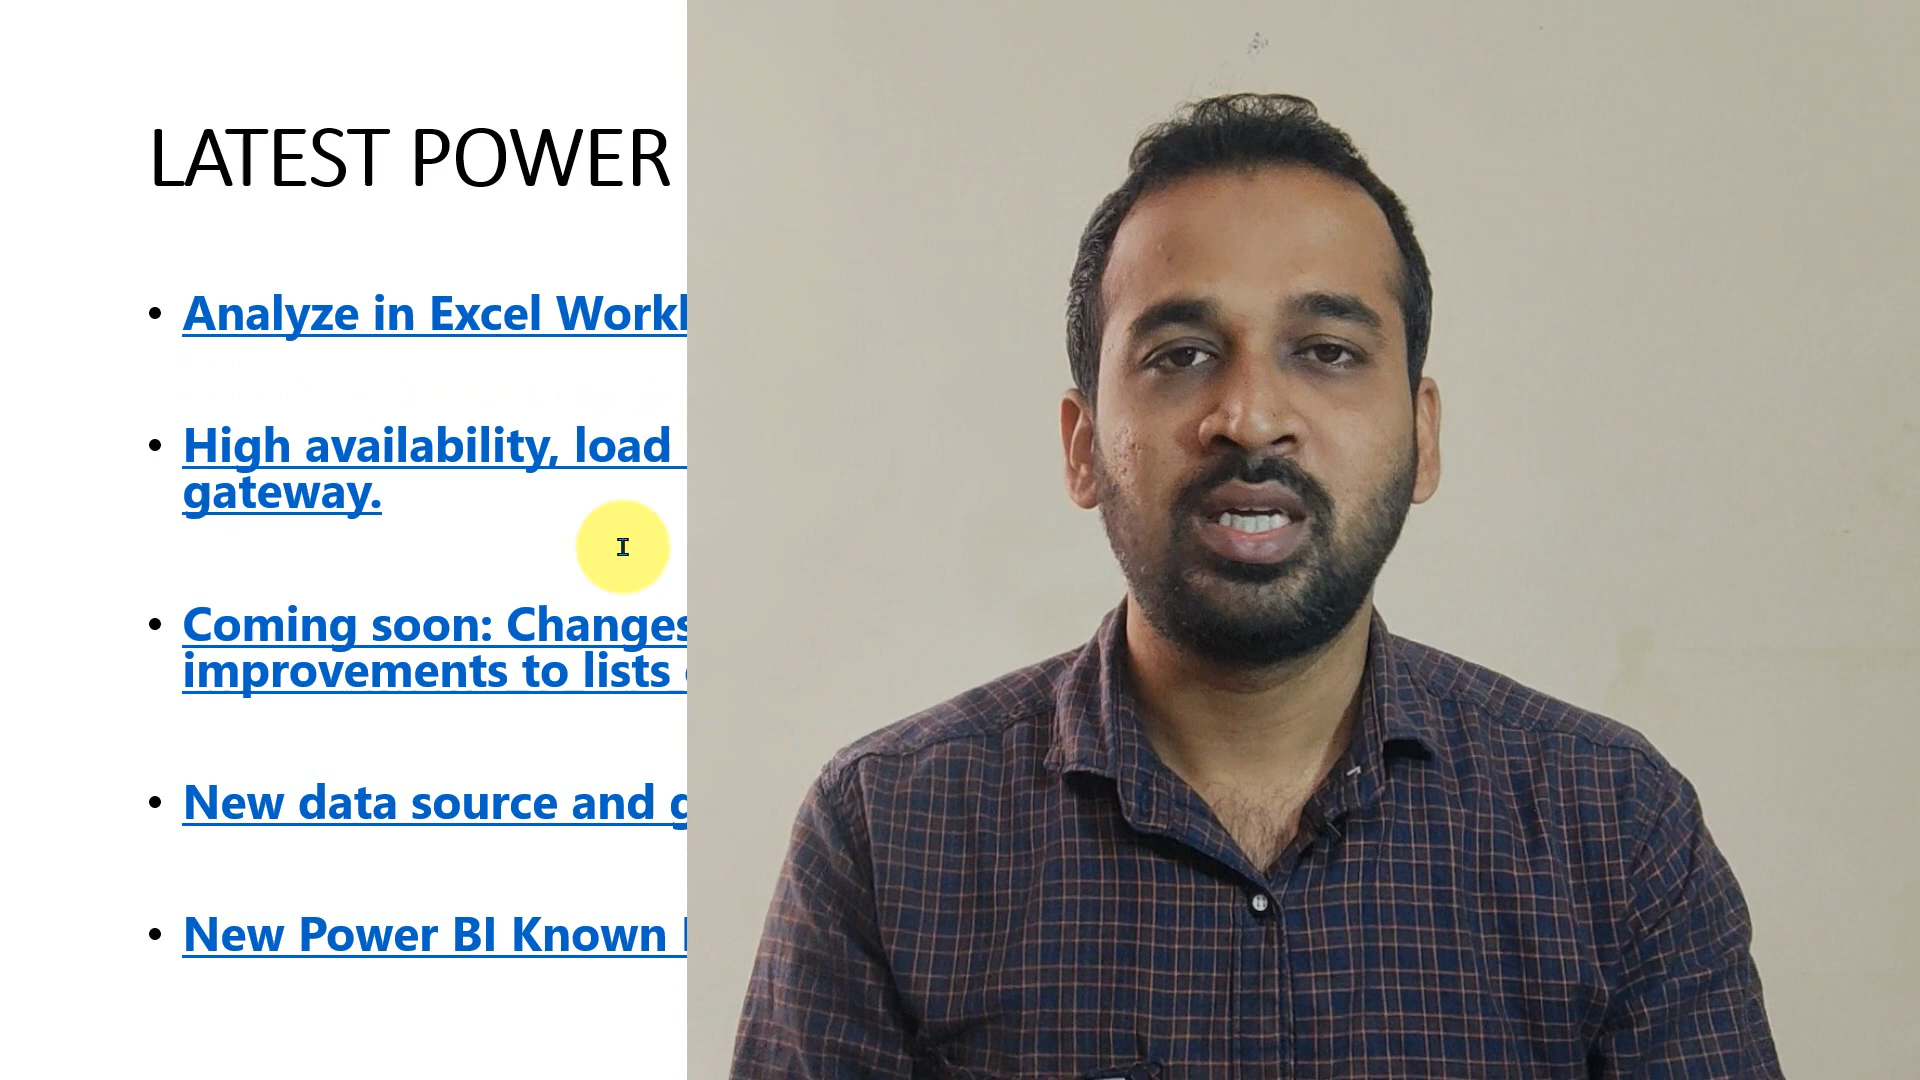 LATEST POWER
• Analyze in Excel
• High availability, load
gateway.
• Coming soon: Changes
improvements to lists
• New data source and
• New Power BI Known